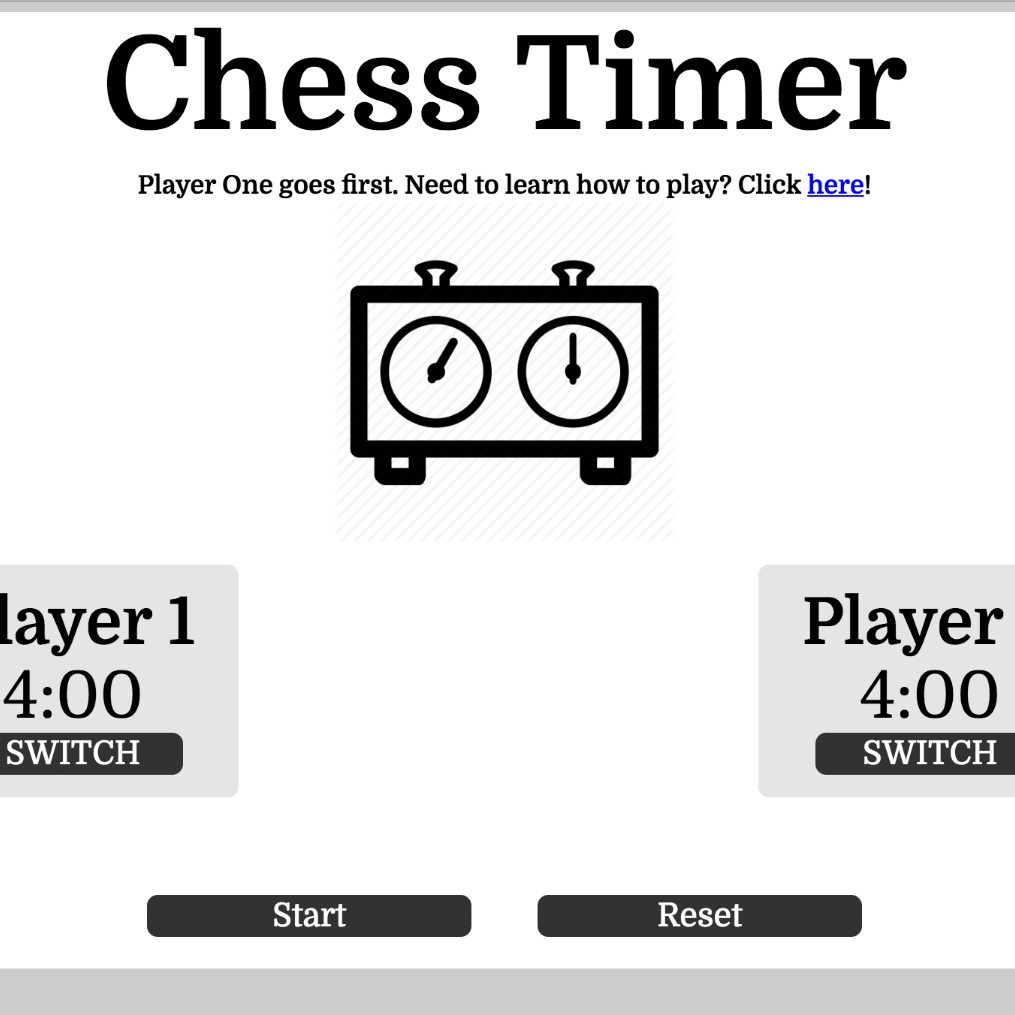 Chess Timer
Player One goes first. Need to learn how to play? Click here!
layer 1
Player
4:00
4:00
SWITCH
SWITCH
Start
Reset